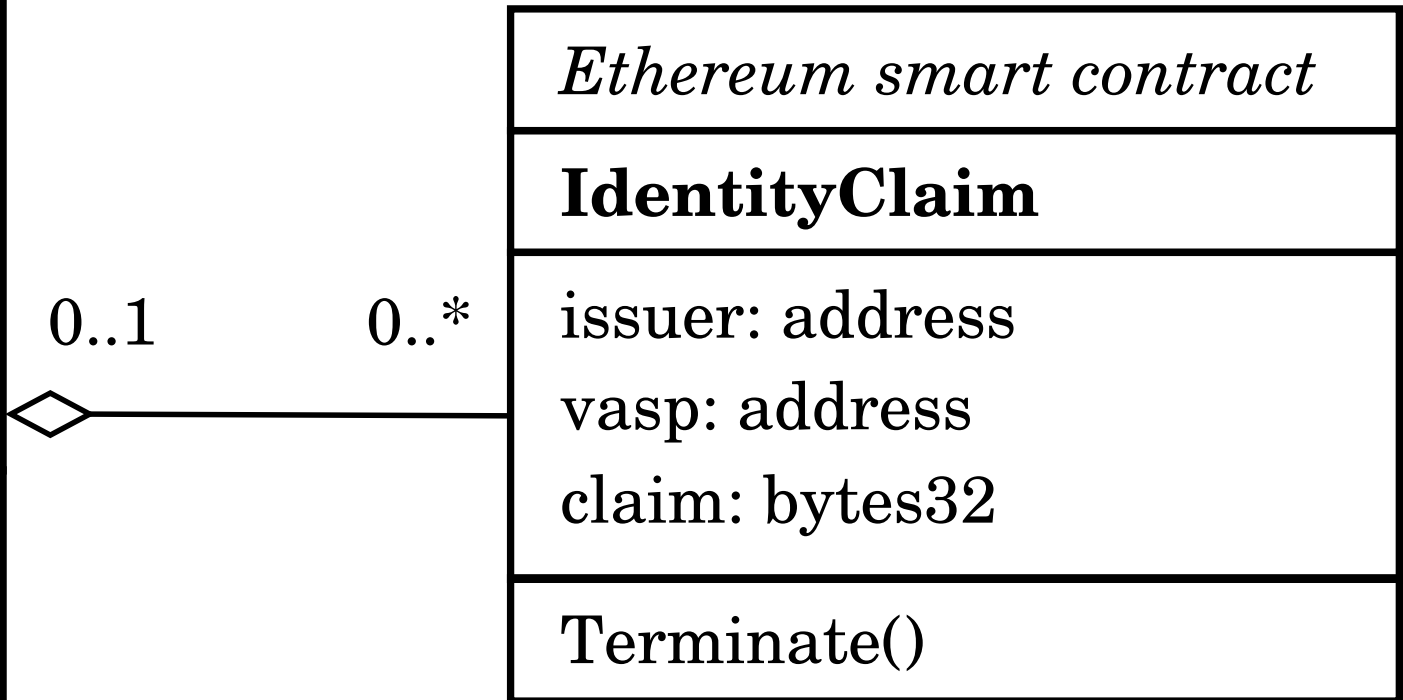 Ethereum smart contract
IdentityClaim
0..1
0..*
issuer: address
vasp: address
claim: bytes32
Terminate()